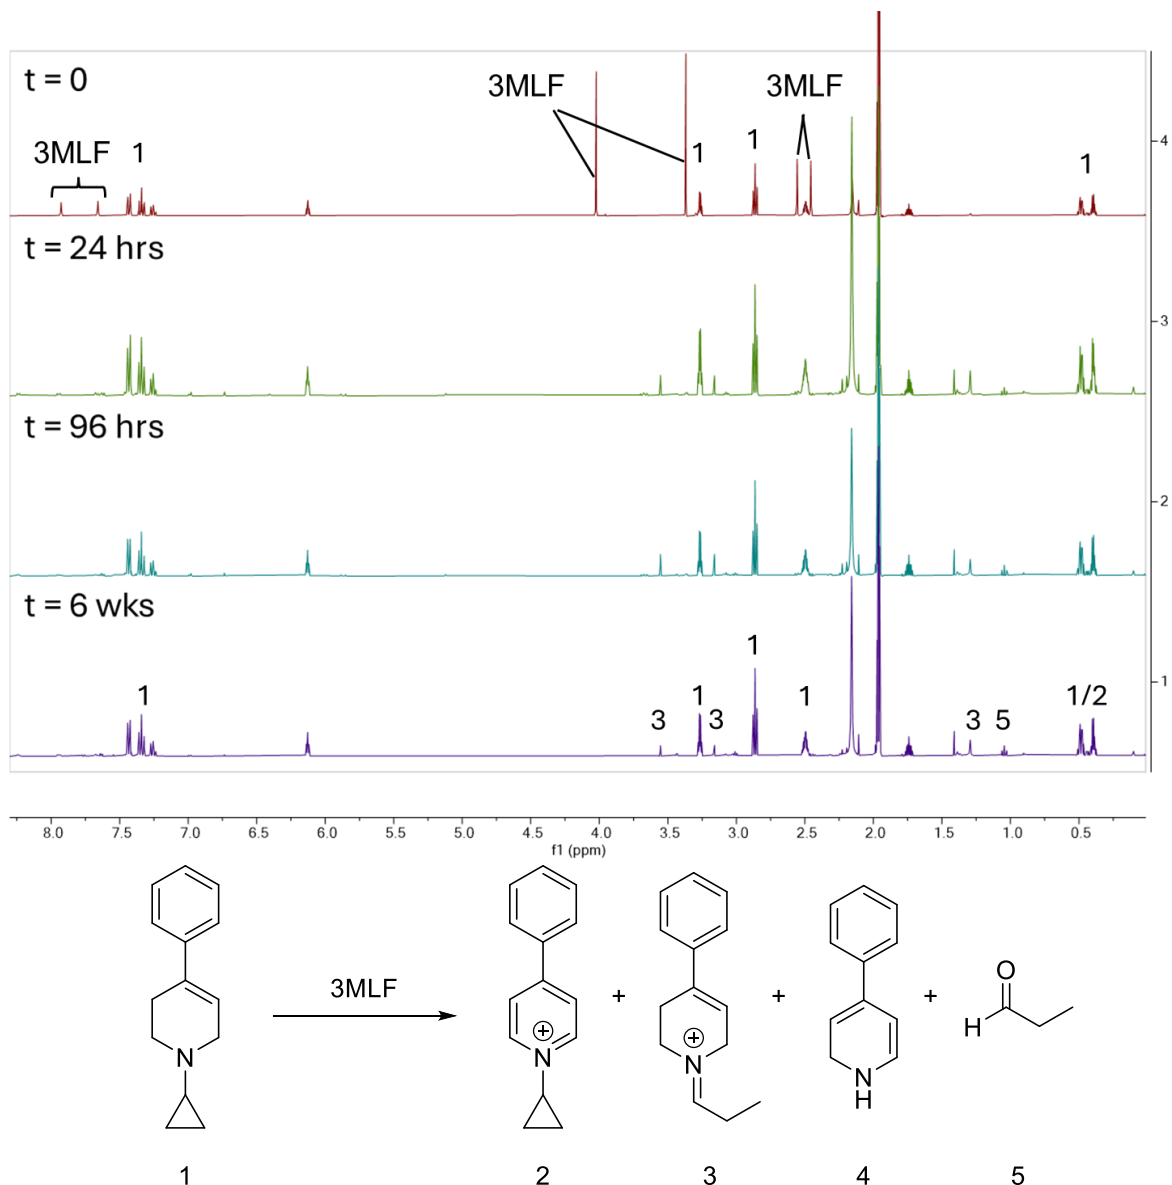 t = 0
3MLF
3MLF
3MLF 1
1
1
1
4
t = 24 hrs
3
t = 96 hrs
2
t = 6 wks
1
1
1
3
1
3
1
3
5
1/2
8.0 7.5 7.0 6.5 6.0 5.5 5.0 4.5 4.0 3.5 3.0 2.5 2.0 1.5 1.0 0.5
f1 (ppm)
3MLF
+ + +
O
H
N N N N
H
1 2 3 4 5